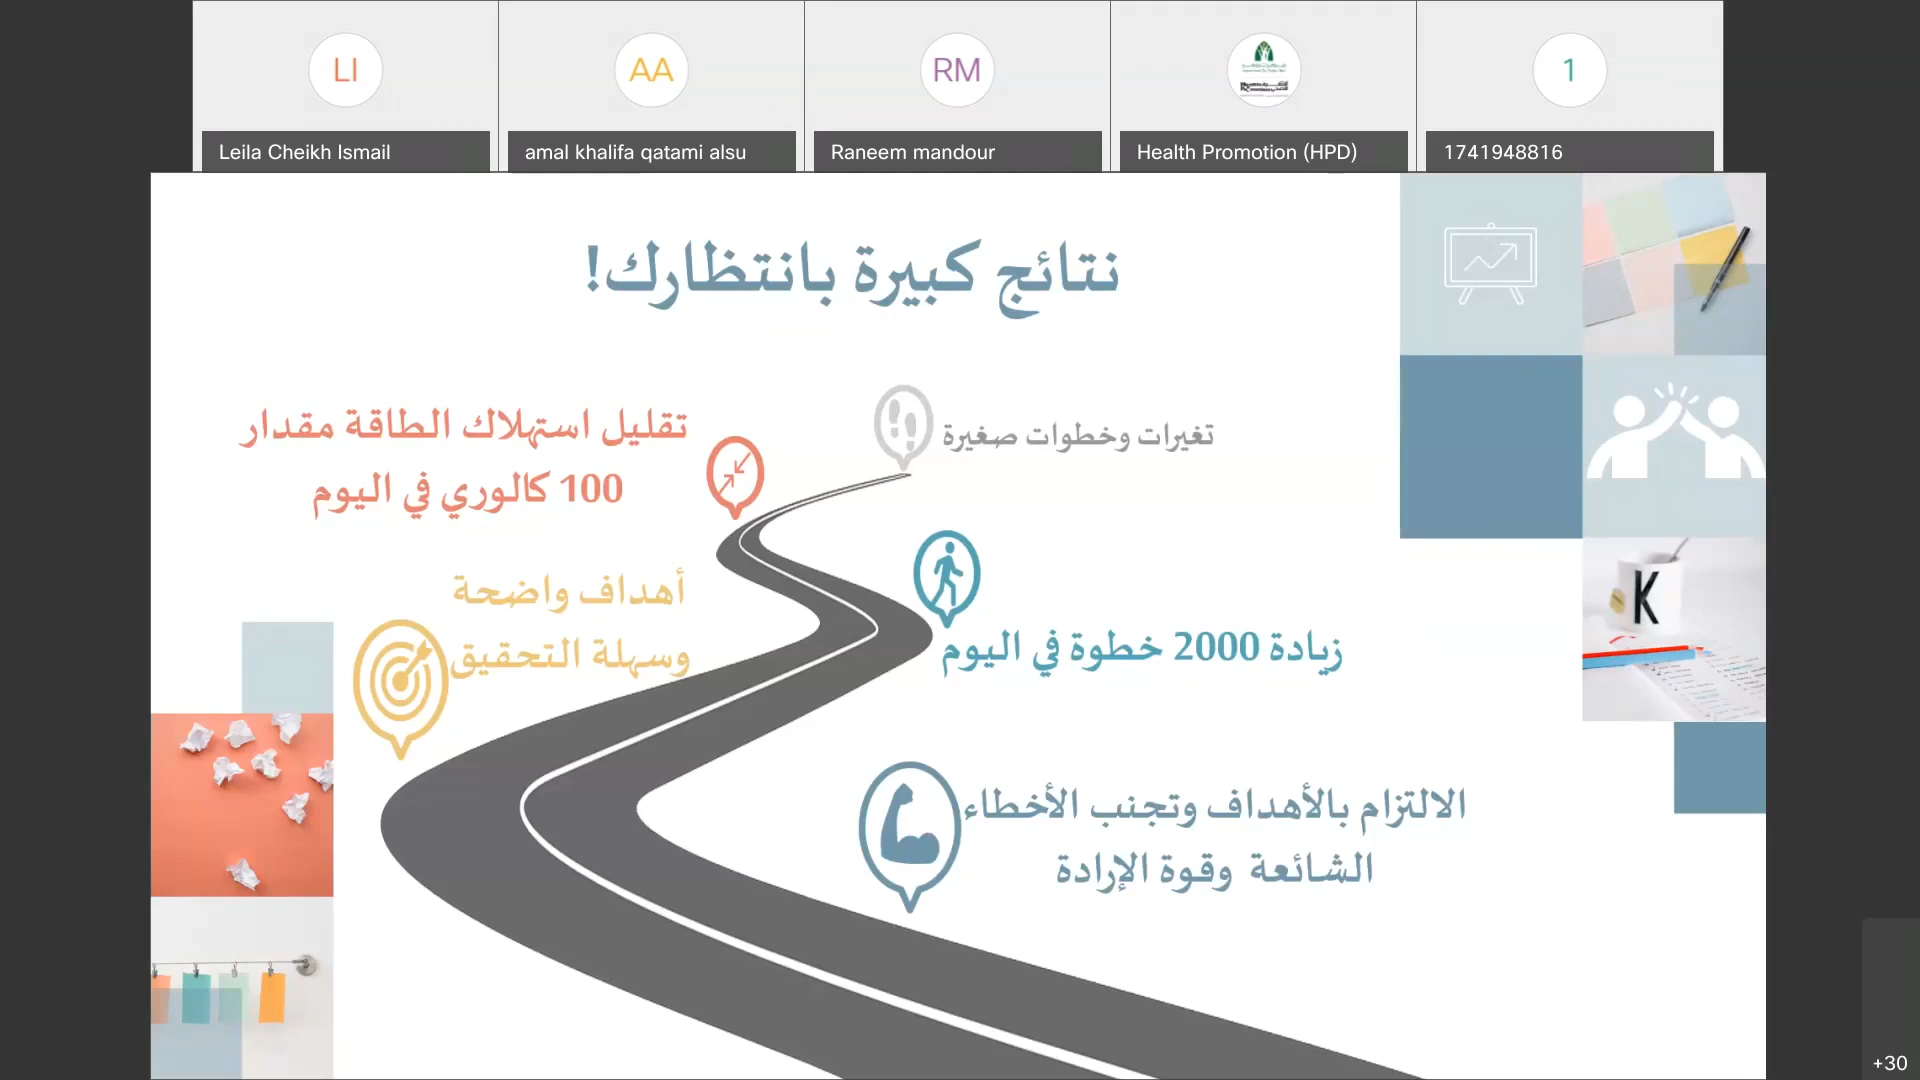 LI
AA
RM
1
Leila Cheikh Ismail
amal khalifa qatami alsu
Raneem mandour
Health Promotion (HPD)
1741948816
نتائج كبيرة بانتظارك!
تغيرات وخطوات صغيرة
تقليل استهلاك الطاقة مقدار
100 كالوري في اليوم
زيادة 2000 خطوة في اليوم
أهداف واضحة
وسهلة التحقيق
الالتزام بالأهداف وتجنب الأخطاء
الشائعة وقوة الإرادة
K
+30